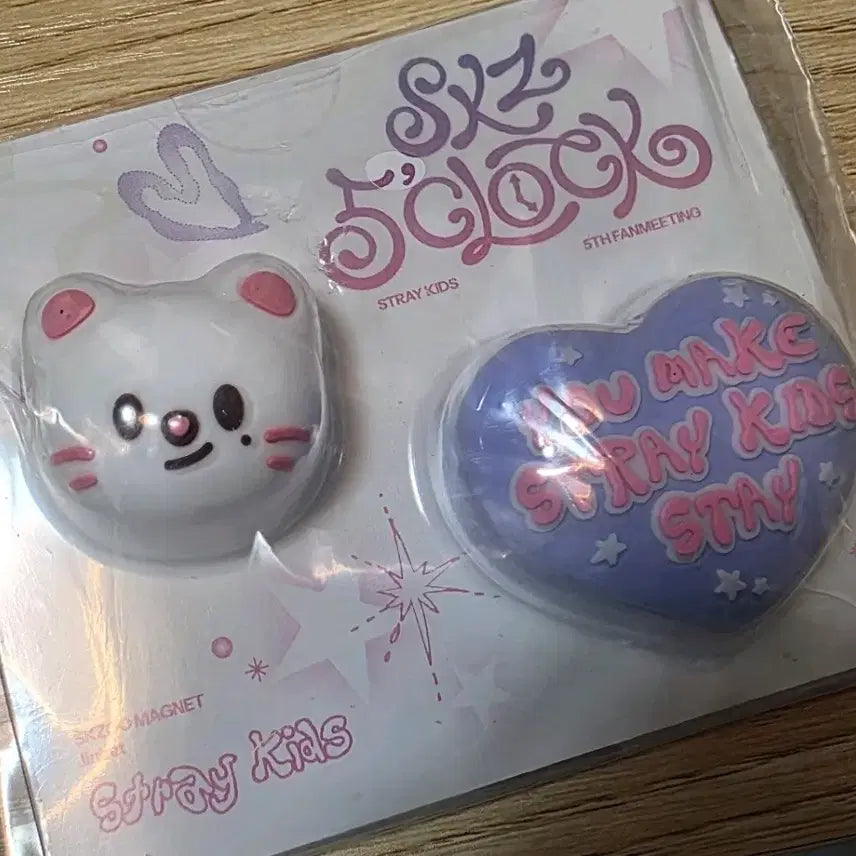 SKZ
5'CLOCK
5TH FANMEETING
STRAY KIDS
YOU MAKE
STRAY KIDS
STAY
MAGNET
Stray Kids